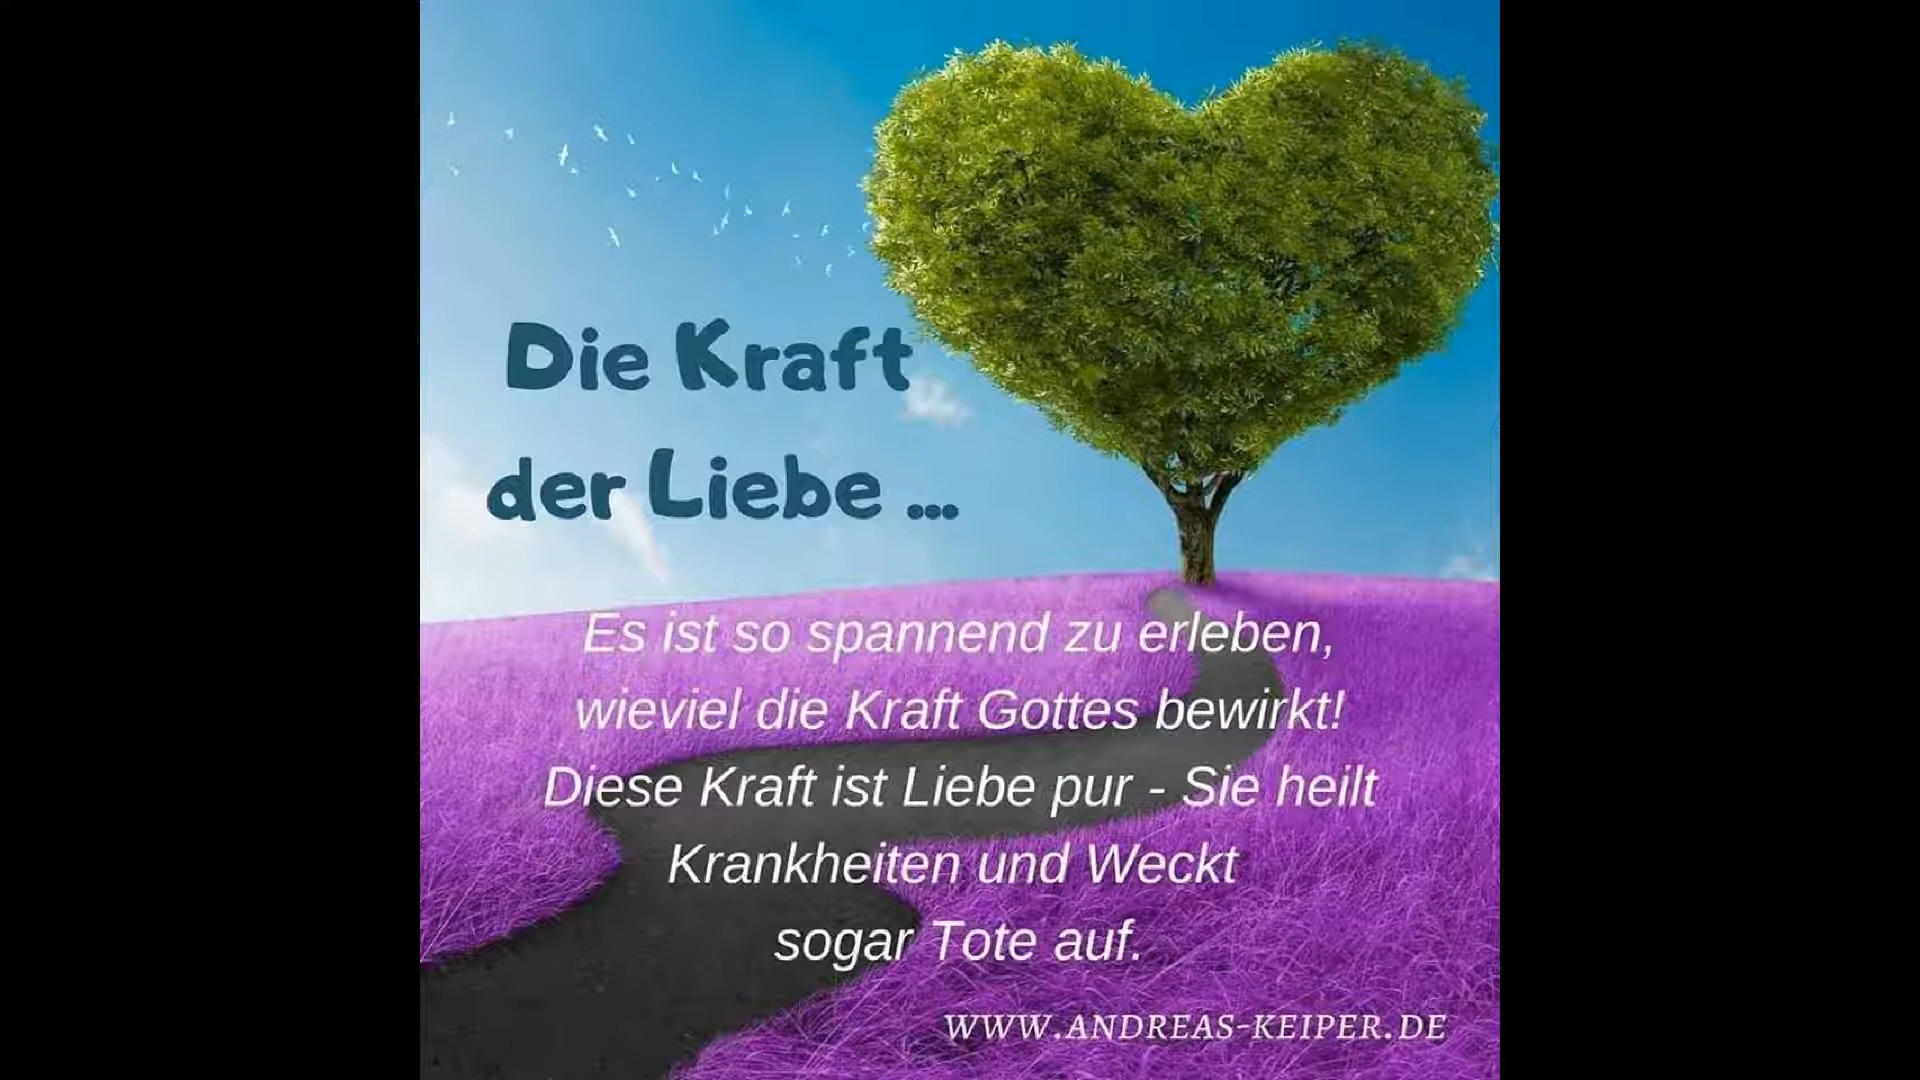 Die Kraft
der Liebe ...
Es ist so spannend zu erleben,
wieviel die Kraft Gottes bewirkt!
Diese Kraft ist Liebe pur - Sie heilt
Krankheiten und Weckt
sogar Tote auf.
WWW.ANDREAS-KEIPER.DE